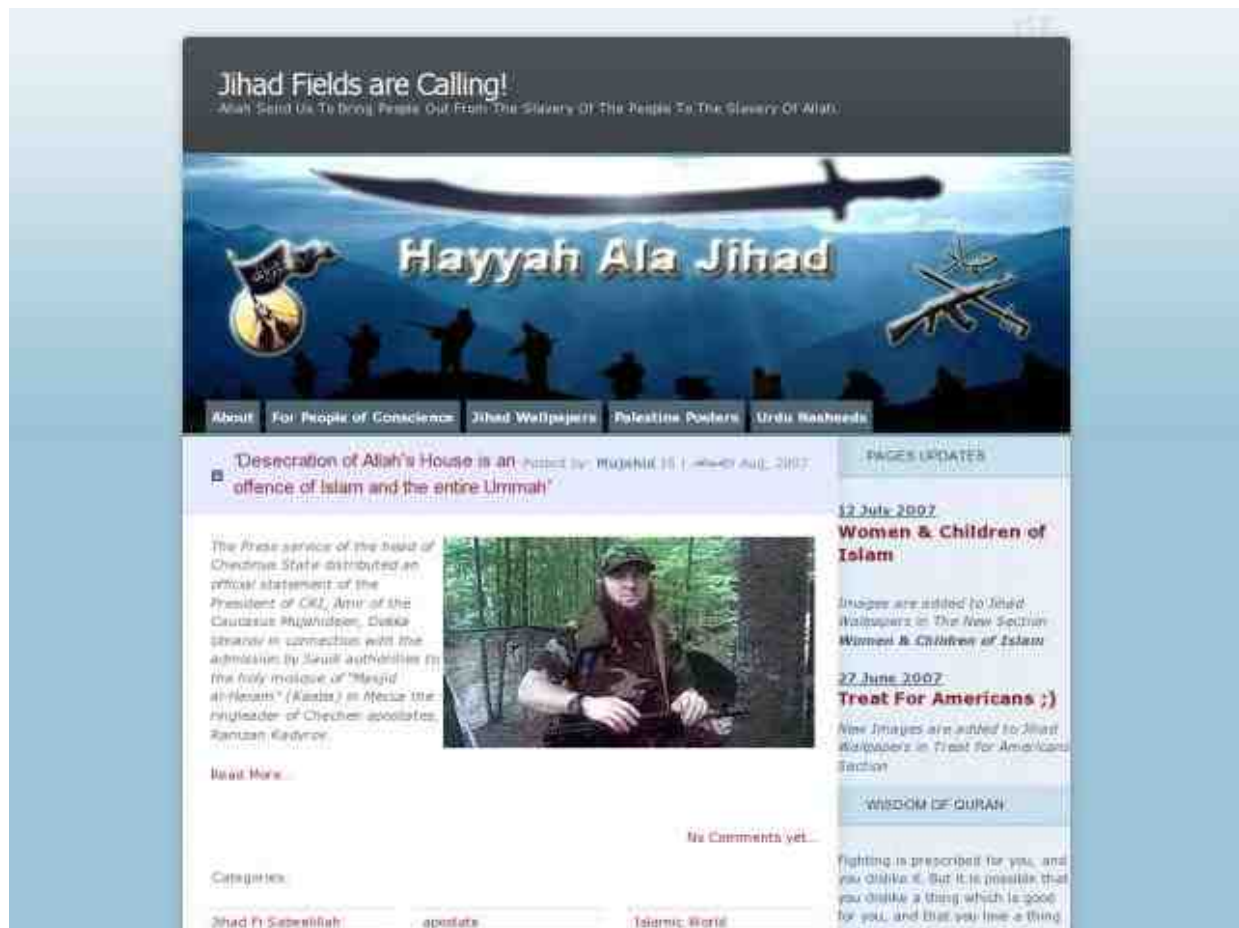 Jihad Fields are Calling!
Allah Send Us To Bring People Out From The Slavery Of The People To The Slavery Of Allah.
Hayyah Ala Jihad
About
For People of Conscience
Jihad Wallpapers
Palestine Posters
Urdu Nasheeds
'Desecration of Allah's House is an
offence of Islam and the entire Ummah'
Posted by: Mujahid Aug, 2007
The Press service of the head of
Chechnus State distributed an
official statement of the
President of CRI, Amir of the
Caucasus Mujahideen, Dokka
Umarov in connection with the
admission by Saudi authorities to
the holy mosque of "Masjid
al-Haram" (Kaaba) in Mecca the
ringleader of Chechen apostates,
Ramzan Kadyrov.
Read More...
No Comments yet...
Categories:
Jihad Fi Sabeelillah
apostate
Islamic World
PAGES UPDATES
12 July 2007
Women & Children of
Islam
Images are added to Jihad
Wallpapers in The New Section
Women & Children of Islam
27 June 2007
Treat For Americans ;)
New Images are added to Jihad
Wallpapers in Treat for Americans
Section
WISDOM OF QURAN
Fighting is prescribed for you, and
you dislike it. But it is possible that
you dislike a thing which is good
for you, and that you love a thing